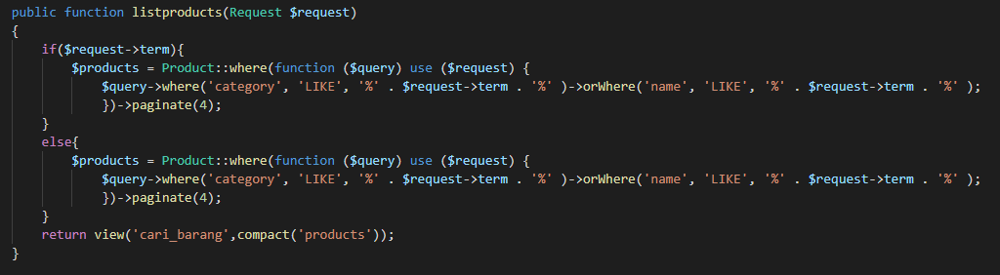 public function listproducts(Request $request)
{
    if($request->term){
        $products = Product::where(function ($query) use ($request) {
            $query->where('category', 'LIKE', '%' . $request->term . '%' )->orWhere('name', 'LIKE', '%' . $request->term . '%' );
            })->paginate(4);
    }
    else{
        $products = Product::where(function ($query) use ($request) {
            $query->where('category', 'LIKE', '%' . $request->term . '%' )->orWhere('name', 'LIKE', '%' . $request->term . '%' );
            })->paginate(4);
    }
    return view('cari_barang',compact('products'));
}